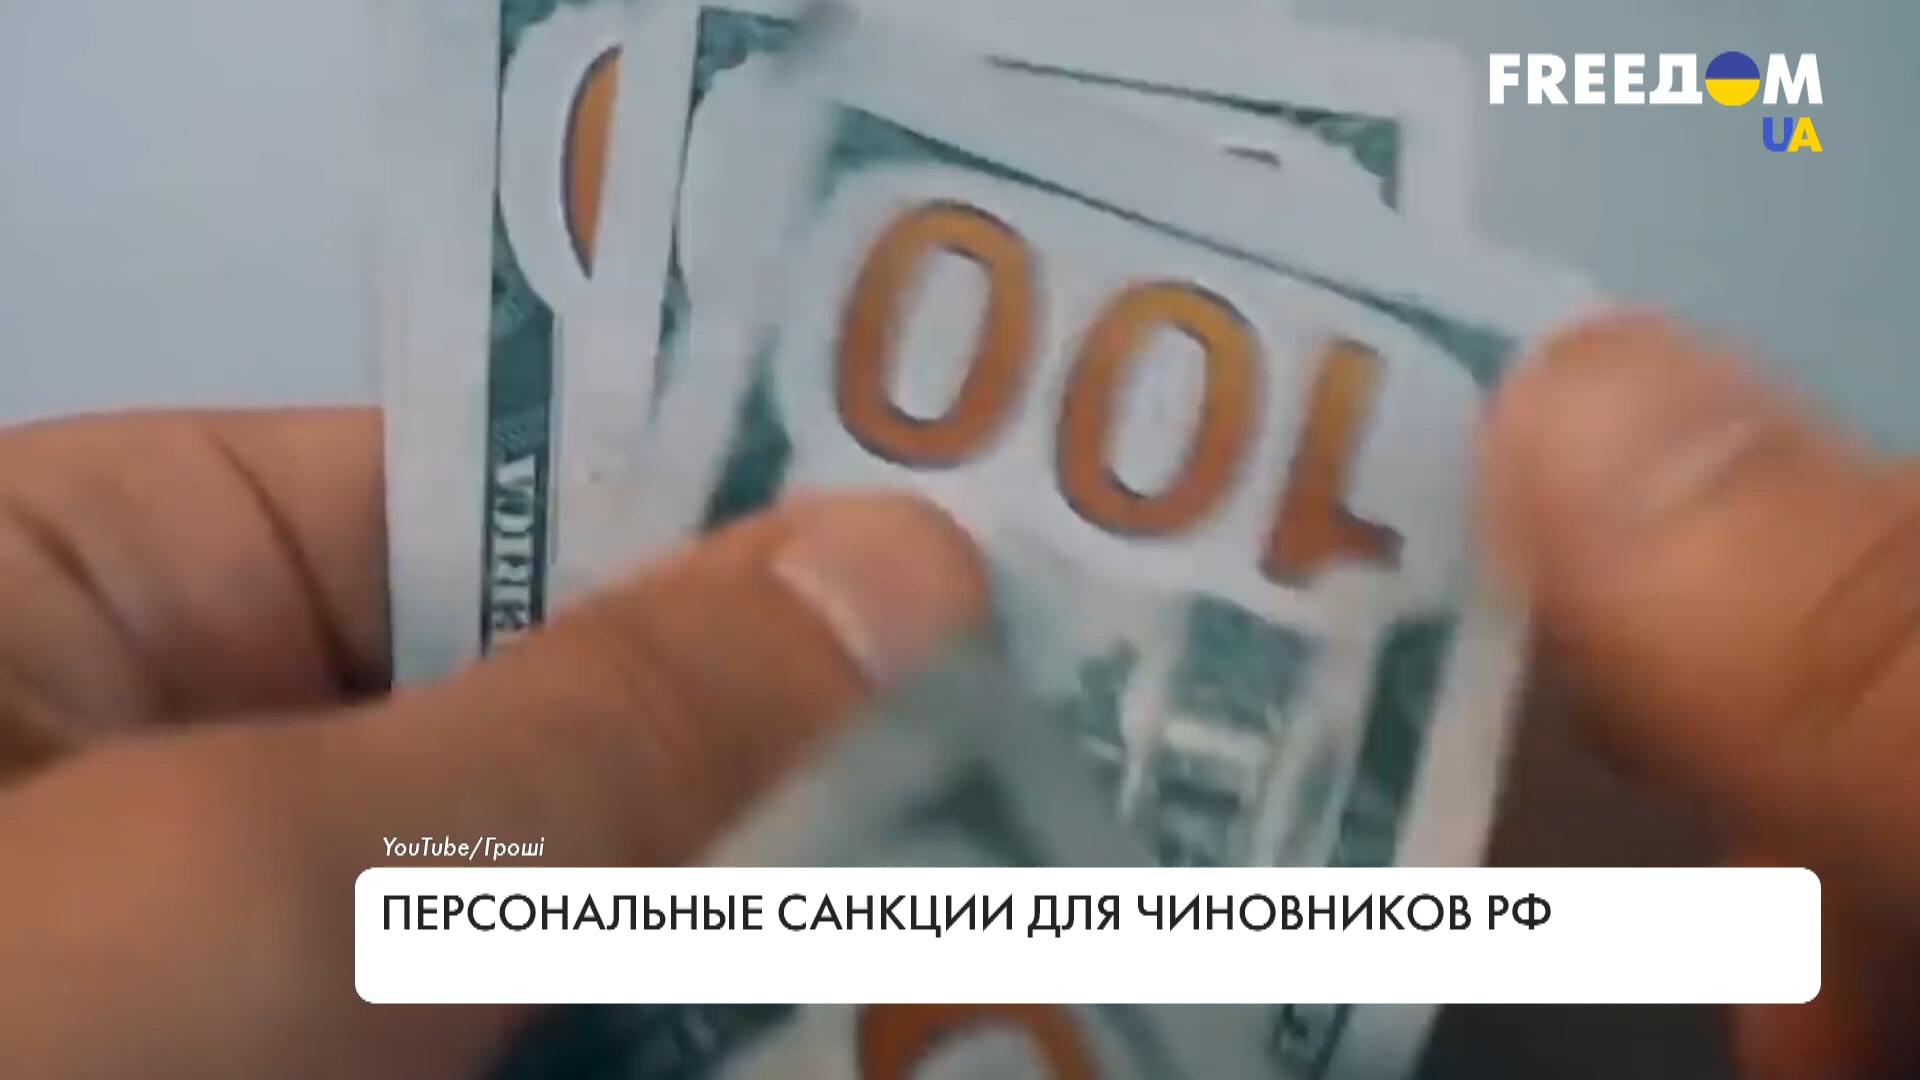 FREEДOM
UA
100
YouTube/Гроші
ПЕРСОНАЛЬНЫЕ САНКЦИИ ДЛЯ ЧИНОВНИКОВ РФ